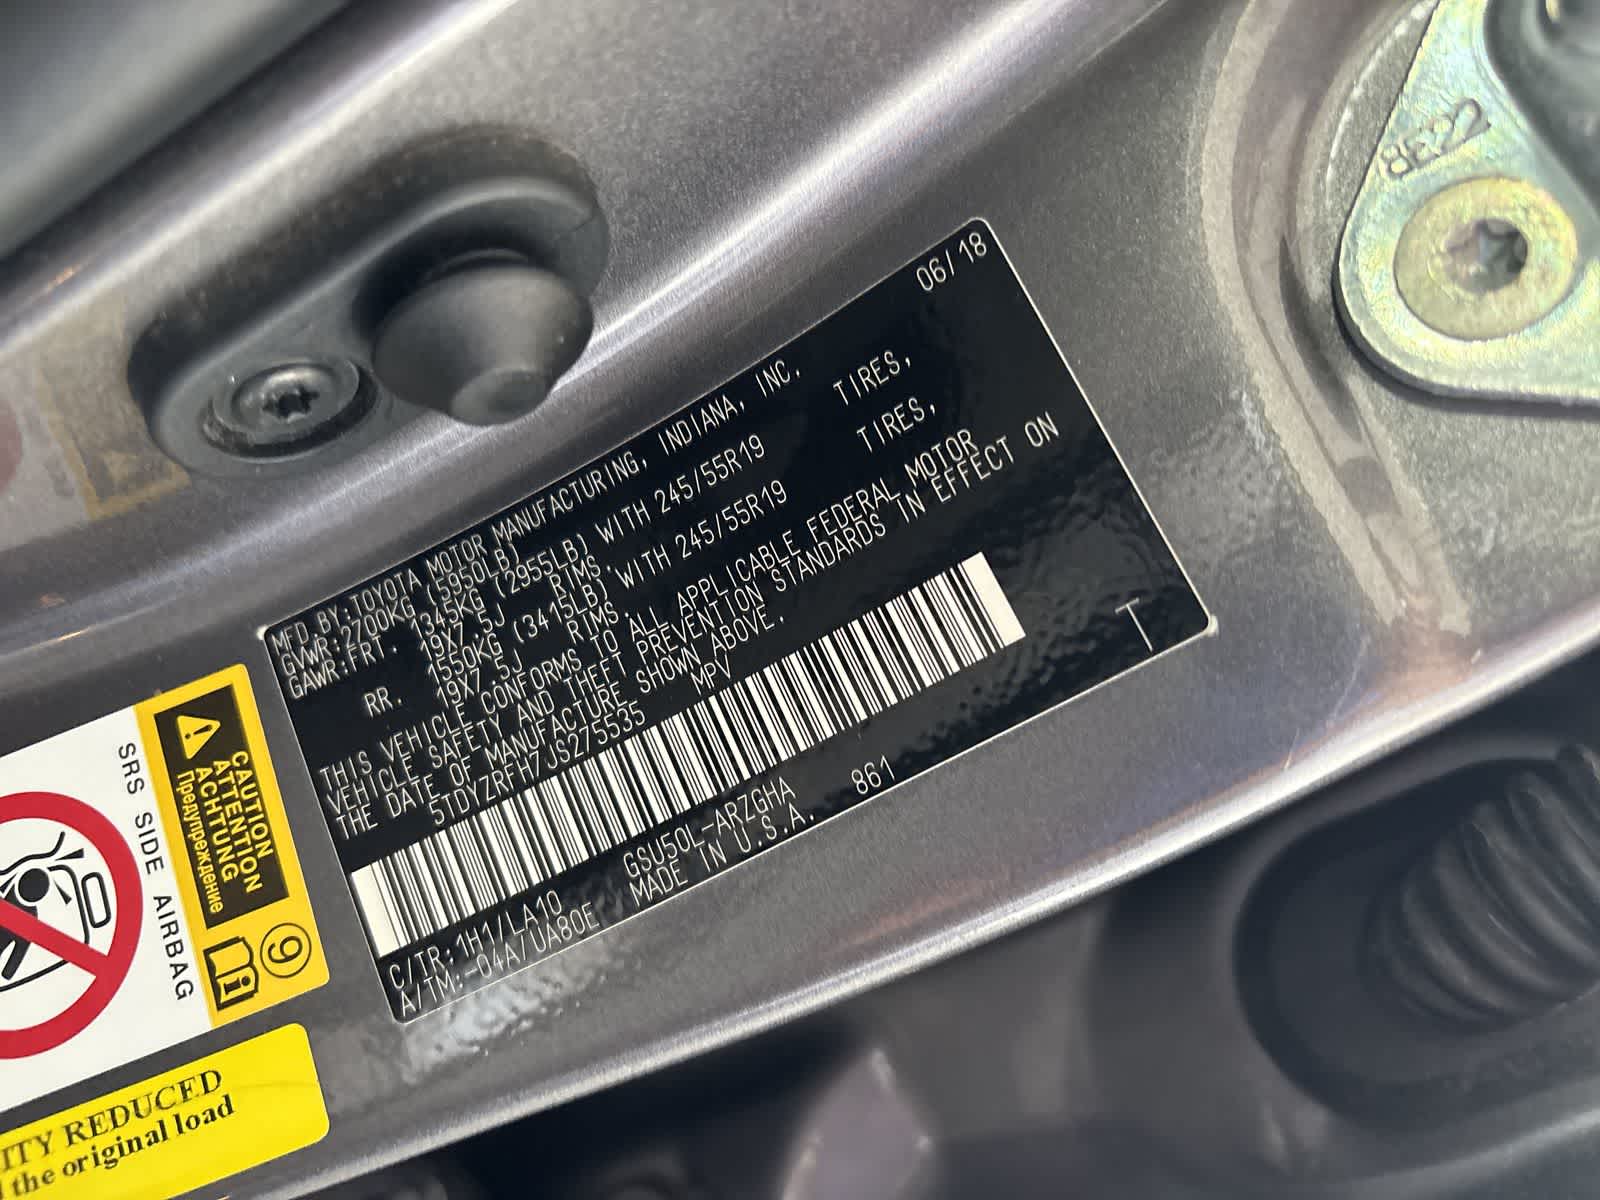 8E32
06/18
MFD.BY:TOYOTA MOTOR MANUFACTURING, INDIANA, INC.
GVWR:2700KG (5950LB)
GAWR:FRT. 1345KG (2955LB) WITH 245/55R19 TIRES,
19X7.5J RIMS,
RR. 1550KG (3415LB) WITH 245/55R19 TIRES,
19X7.5J RIMS.
THIS VEHICLE CONFORMS TO ALL APPLICABLE FEDERAL MOTOR
VEHICLE SAFETY AND THEFT PREVENTION STANDARDS IN EFFECT ON
THE DATE OF MANUFACTURE SHOWN ABOVE.
5TDYZRFH7JS275535 MPV
T
C/TR:1H1/LA10 GSU50L-ARZGHA 861
A/TM:-04A/UA80E MADE IN U.S.A.
CAUTION
ATTENTION
ACHTUNG
Предупреждение
9
SRS SIDE AIRBAG
ITY REDUCED
the original load